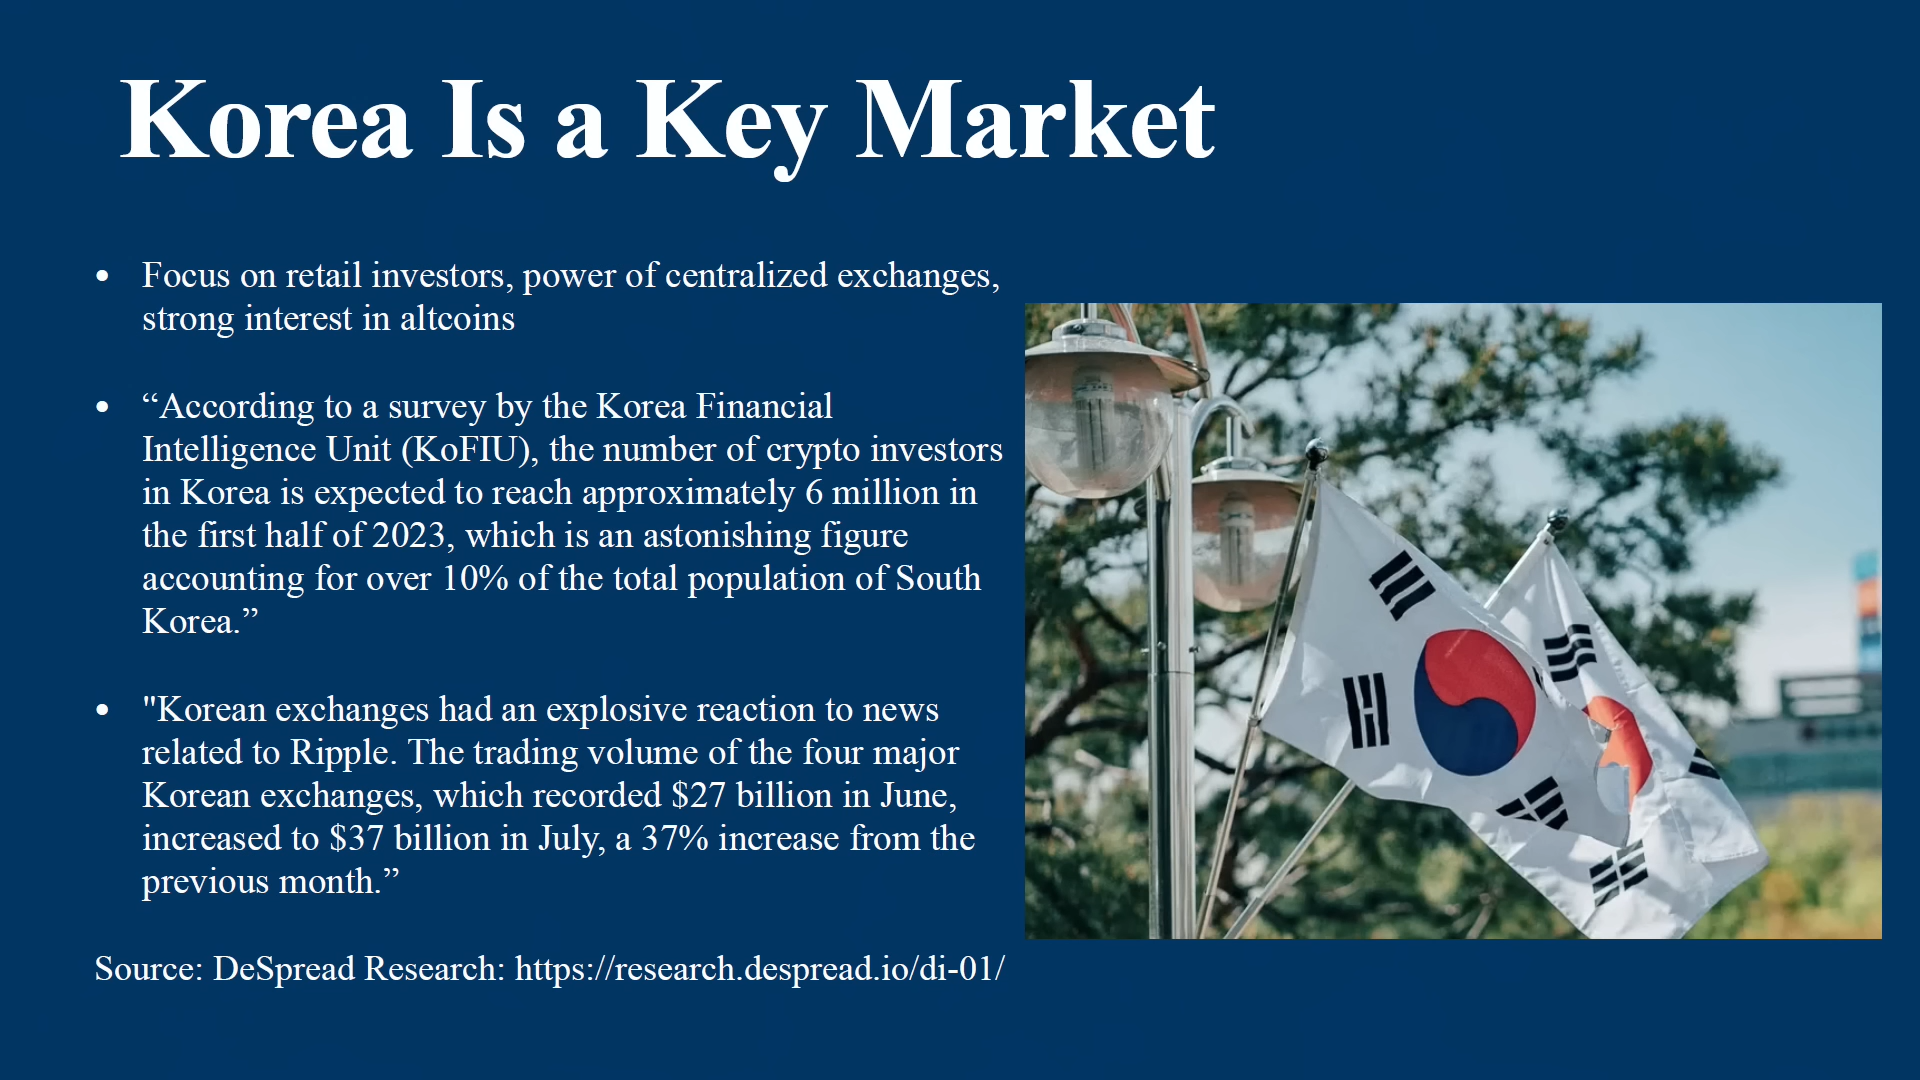 Korea Is a Key Market
• Focus on retail investors, power of centralized exchanges,
strong interest in altcoins
• “According to a survey by the Korea Financial
Intelligence Unit (KoFIU), the number of crypto investors
in Korea is expected to reach approximately 6 million in
the first half of 2023, which is an astonishing figure
accounting for over 10% of the total population of South
Korea.”
• "Korean exchanges had an explosive reaction to news
related to Ripple. The trading volume of the four major
Korean exchanges, which recorded $27 billion in June,
increased to $37 billion in July, a 37% increase from the
previous month.”
Source: DeSpread Research: https://research.despread.io/di-01/